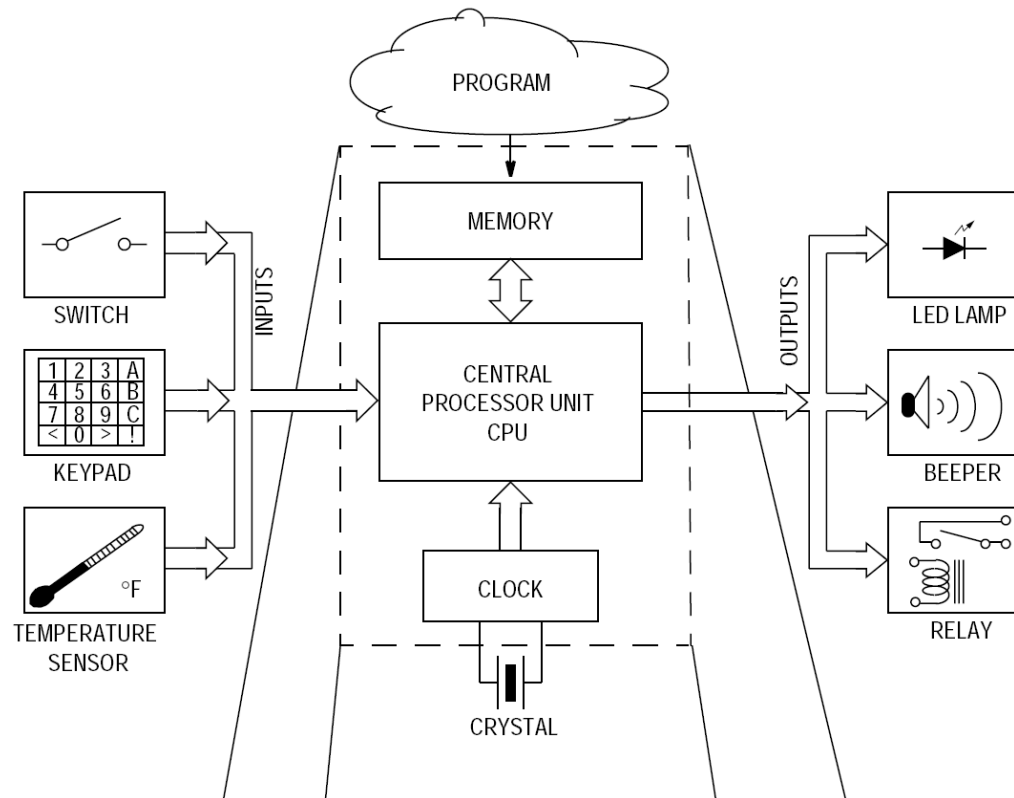 PROGRAM
MEMORY
SWITCH
INPUTS
OUTPUTS
LED LAMP
1 2 3 A
4 5 6 B
7 8 9 C
< 0 > !
KEYPAD
CENTRAL
PROCESSOR UNIT
CPU
BEEPER
°F
TEMPERATURE
SENSOR
CLOCK
RELAY
CRYSTAL